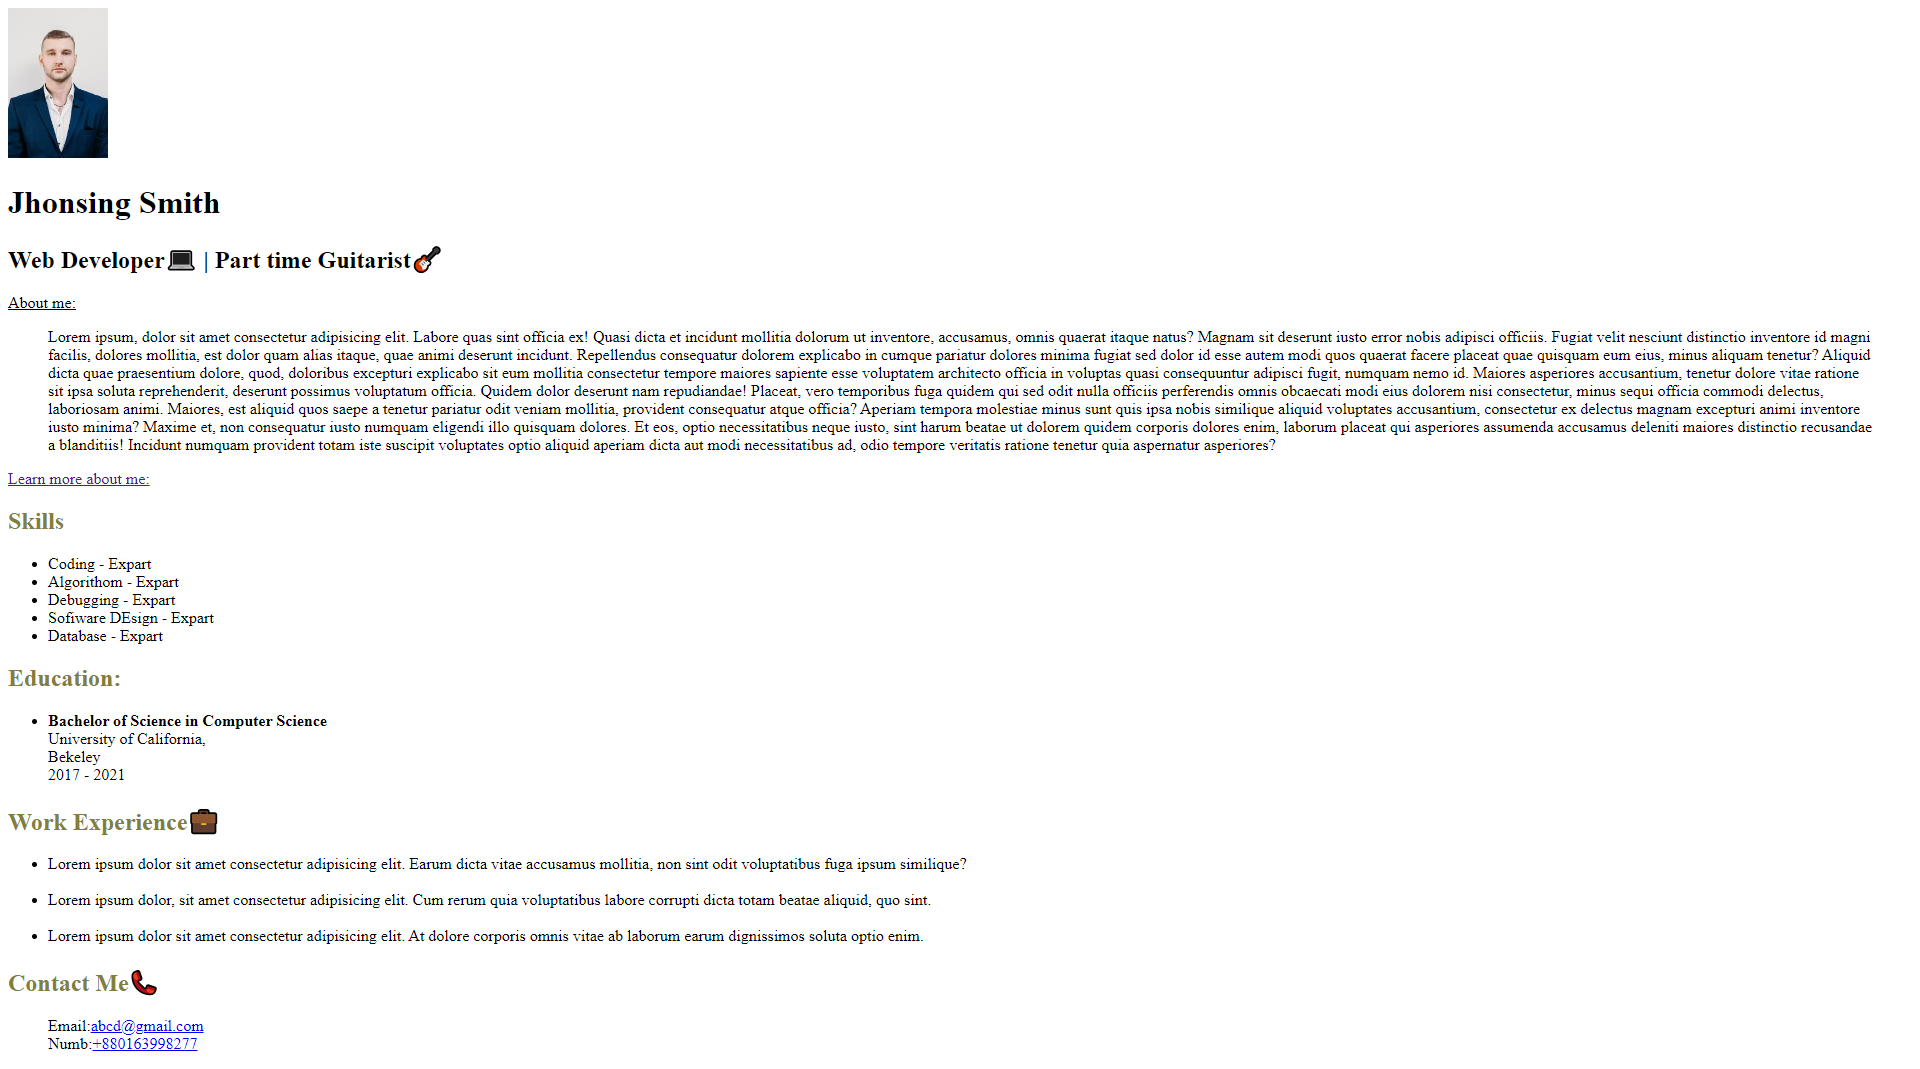 Jhonsing Smith
Web Developer💻 | Part time Guitarist🎸
About me:
Lorem ipsum, dolor sit amet consectetur adipisicing elit. Labore quas sint officia ex! Quasi dicta et incidunt mollitia dolorum ut inventore, accusamus, omnis quaerat itaque natus? Magnam sit deserunt iusto error nobis adipisci officiis. Fugiat velit nesciunt distinctio inventore id magni
facilis, dolores mollitia, est dolor quam alias itaque, quae animi deserunt incidunt. Repellendus consequatur dolorem explicabo in cumque pariatur dolores minima fugiat sed dolor id esse autem modi quos quaerat facere placeat quae quisquam eum eius, minus aliquam tenetur? Aliquid
dicta quae praesentium dolore, quod, doloribus excepturi explicabo sit eum mollitia consectetur tempore maiores sapiente esse voluptatem architecto officia in voluptas quasi consequuntur adipisci fugit, numquam nemo id. Maiores asperiores accusantium, tenetur dolore vitae ratione
sit ipsa soluta reprehenderit, deserunt possimus voluptatum officia. Quidem dolor deserunt nam repudiandae! Placeat, vero temporibus fuga quidem qui sed odit nulla officiis perferendis omnis obcaecati modi eius dolorem nisi consectetur, minus sequi officia commodi delectus,
laboriosam animi. Maiores, est aliquid quos saepe a tenetur pariatur odit veniam mollitia, provident consequatur atque officia? Aperiam tempora molestiae minus sunt quis ipsa nobis similique aliquid voluptates accusantium, consectetur ex delectus magnam excepturi animi inventore
iusto minima? Maxime et, non consequatur iusto numquam eligendi illo quisquam dolores. Et eos, optio necessitatibus neque iusto, sint harum beatae ut dolorem quidem corporis dolores enim, laborum placeat qui asperiores assumenda accusamus deleniti maiores distinctio recusandae
a blanditiis! Incidunt numquam provident totam iste suscipit voluptates optio aliquid aperiam dicta aut modi necessitatibus ad, odio tempore veritatis ratione tenetur quia aspernatur asperiores?
Learn more about me:
Skills
• Coding - Expart
• Algorithom - Expart
• Debugging - Expart
• Sofiware DEsign - Expart
• Database - Expart
Education:
• Bachelor of Science in Computer Science
University of California,
Bekeley
2017 - 2021
Work Experience💼
• Lorem ipsum dolor sit amet consectetur adipisicing elit. Earum dicta vitae accusamus mollitia, non sint odit voluptatibus fuga ipsum similique?
• Lorem ipsum dolor, sit amet consectetur adipisicing elit. Cum rerum quia voluptatibus labore corrupti dicta totam beatae aliquid, quo sint.
• Lorem ipsum dolor sit amet consectetur adipisicing elit. At dolore corporis omnis vitae ab laborum earum dignissimos soluta optio enim.
Contact Me📞
Email:abcd@gmail.com
Numb:+880163998277